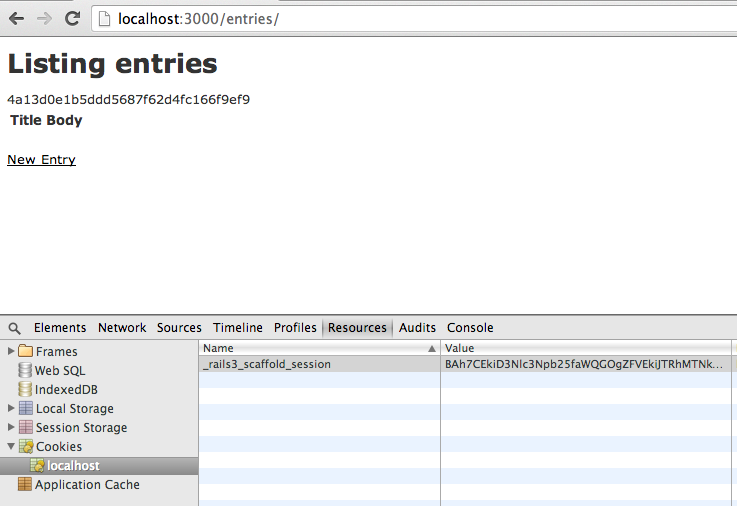 localhost:3000/entries/
Listing entries
4a13d0e1b5ddd5687f62d4fc166f9ef9
Title Body
New Entry
Elements Network Sources Timeline Profiles Resources Audits Console
Frames
Web SQL
IndexedDB
Local Storage
Session Storage
Cookies
localhost
Application Cache
Name Value
_rails3_scaffold_session BAh7CEkiD3Nlc3Npb25faWQGOgZFVEkiJTRhMTNk...